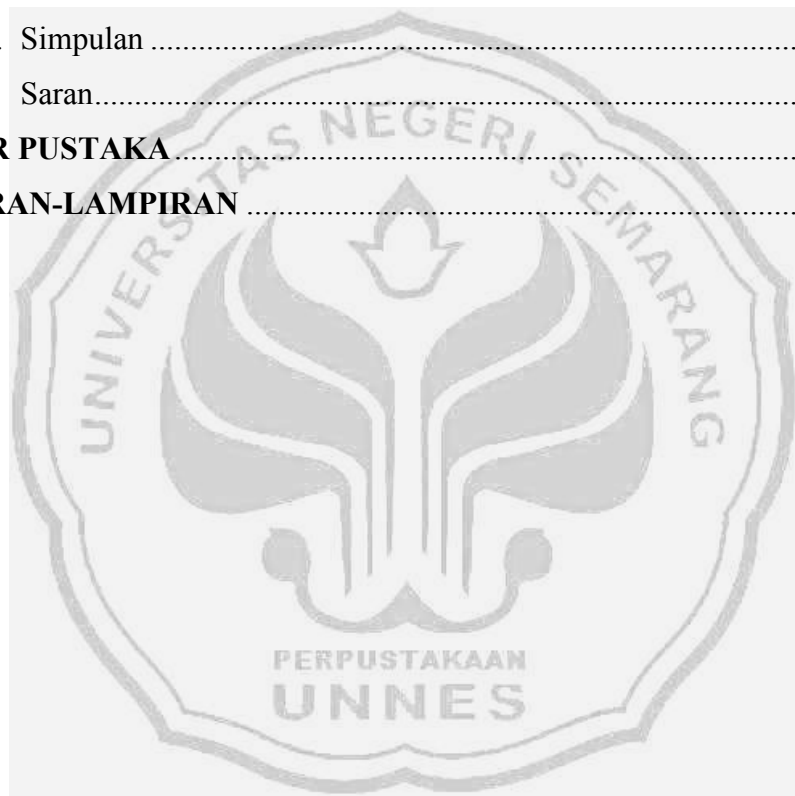 . Simpulan ................................................................................
Saran........................................................................................
R PUSTAKA..............................................................................
RAN-LAMPIRAN .....................................................................
UNIVERSITAS NEGERI SEMARANG
PERPUSTAKAAN
UNNES